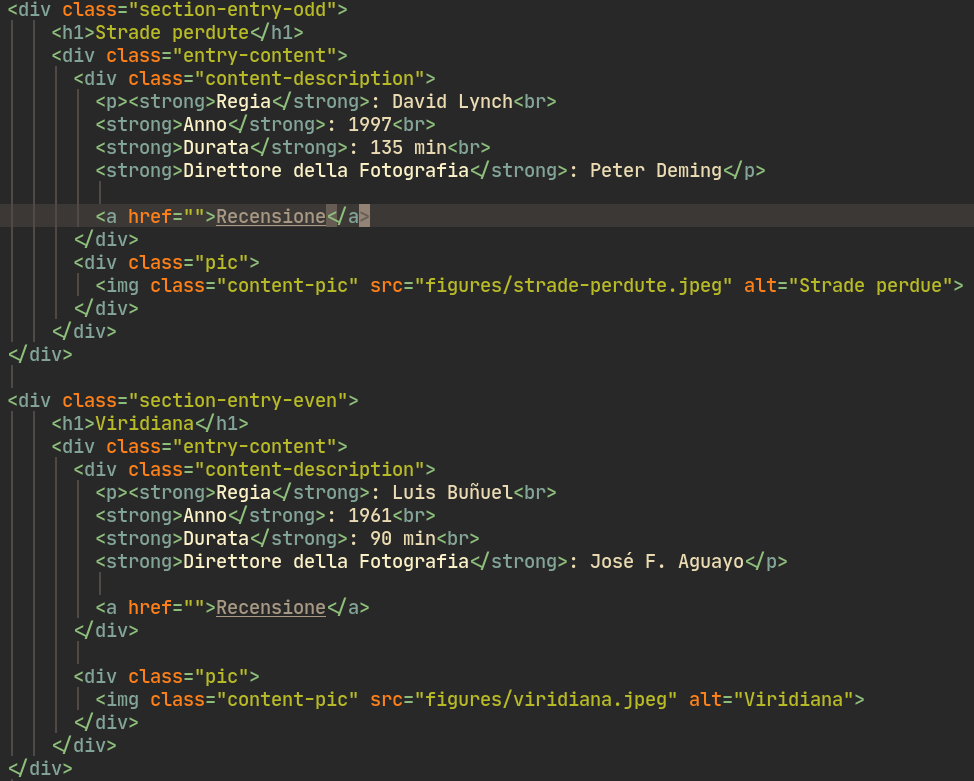 <div class="section-entry-odd">
<h1>Strade perdute</h1>
<div class="entry-content">
<div class="content-description">
<p><strong>Regia</strong>: David Lynch<br>
<strong>Anno</strong>: 1997<br>
<strong>Durata</strong>: 135 min<br>
<strong>Direttore della Fotografia</strong>: Peter Deming</p>
<a href="">Recensione</a>
</div>
<div class="pic">
<img class="content-pic" src="figures/strade-perdute.jpeg" alt="Strade perdue">
</div>
</div>
</div>
<div class="section-entry-even">
<h1>Viridiana</h1>
<div class="entry-content">
<div class="content-description">
<p><strong>Regia</strong>: Luis Buñuel<br>
<strong>Anno</strong>: 1961<br>
<strong>Durata</strong>: 90 min<br>
<strong>Direttore della Fotografia</strong>: José F. Aguayo</p>
<a href="">Recensione</a>
</div>
<div class="pic">
<img class="content-pic" src="figures/viridiana.jpeg" alt="Viridiana">
</div>
</div>
</div>